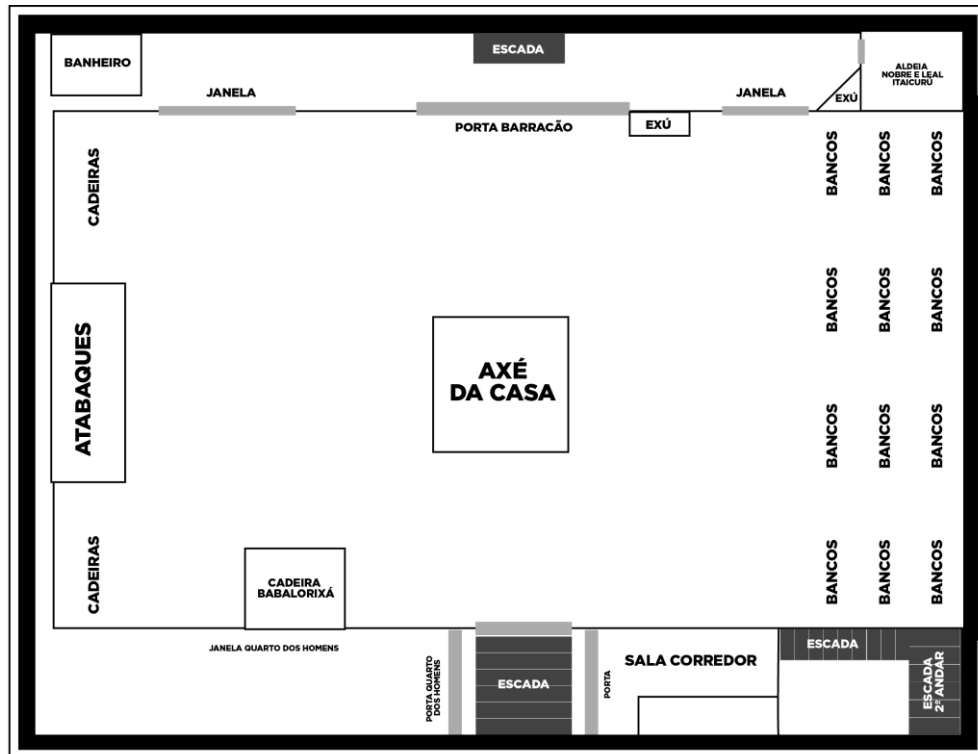 BANHEIRO
ESCADA
ALDEIA
NOBRE E LEAL
ITAICURÚ
JANELA
JANELA
EXÚ
PORTA BARRACÃO
EXÚ
CADEIRAS
BANCOS
BANCOS
BANCOS
ATABAQUES
AXÉ
DA CASA
BANCOS
BANCOS
BANCOS
BANCOS
BANCOS
BANCOS
CADEIRAS
CADEIRA
BABALORIXÁ
BANCOS
BANCOS
BANCOS
JANELA QUARTO DOS HOMENS
PORTA QUARTO
DOS HOMENS
ESCADA
PORTA
SALA CORREDOR
ESCADA
ESCADA
2º ANDAR